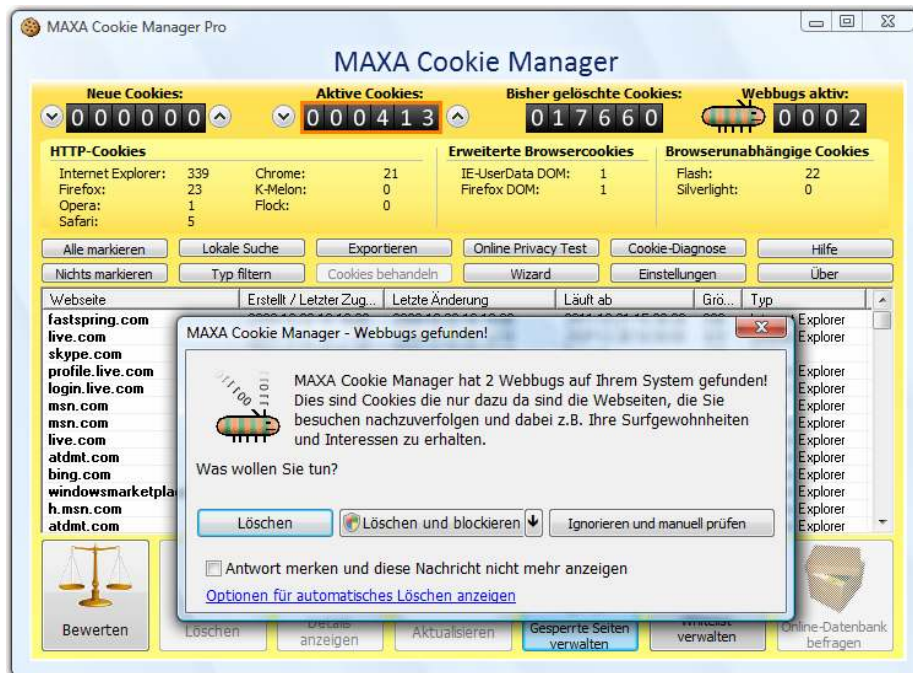 MAXA Cookie Manager Pro
MAXA Cookie Manager
Neue Cookies: Aktive Cookies: Bisher gelöschte Cookies: Webbugs aktiv:
000000 000413 017660 0002
HTTP-Cookies Erweiterte Browsercookies Browserunabhängige Cookies
Internet Explorer: 339 Chrome: 21 IE-UserData DOM: 1 Flash: 22
Firefox: 23 K-Melon: 0 Firefox DOM: 1 Silverlight: 0
Opera: 1 Flock: 0
Safari: 5
Alle markieren Lokale Suche Exportieren Online Privacy Test Cookie-Diagnose Hilfe
Nichts markieren Typ filtern Cookies behandeln Wizard Einstellungen Über
Webseite Erstellt / Letzter Zug... Letzte Änderung Läuft ab Grö... Typ
fastspring.com Explorer
live.com Explorer
skype.com
profile.live.com Explorer
login.live.com Explorer
msn.com Explorer
msn.com Explorer
live.com Explorer
atdmt.com Explorer
bing.com Explorer
windowsmarketpla Explorer
h.msn.com Explorer
atdmt.com Explorer
MAXA Cookie Manager - Webbugs gefunden!
MAXA Cookie Manager hat 2 Webbugs auf Ihrem System gefunden!
Dies sind Cookies die nur dazu da sind die Webseiten, die Sie
besuchen nachzuverfolgen und dabei z.B. Ihre Surfgewohnheiten
und Interessen zu erhalten.
Was wollen Sie tun?
Löschen Löschen und blockieren Ignorieren und manuell prüfen
Antwort merken und diese Nachricht nicht mehr anzeigen
Optionen für automatisches Löschen anzeigen
Bewerten Löschen Details anzeigen Aktualisieren Gesperrte Seiten verwalten Whitelist verwalten Online-Datenbank befragen